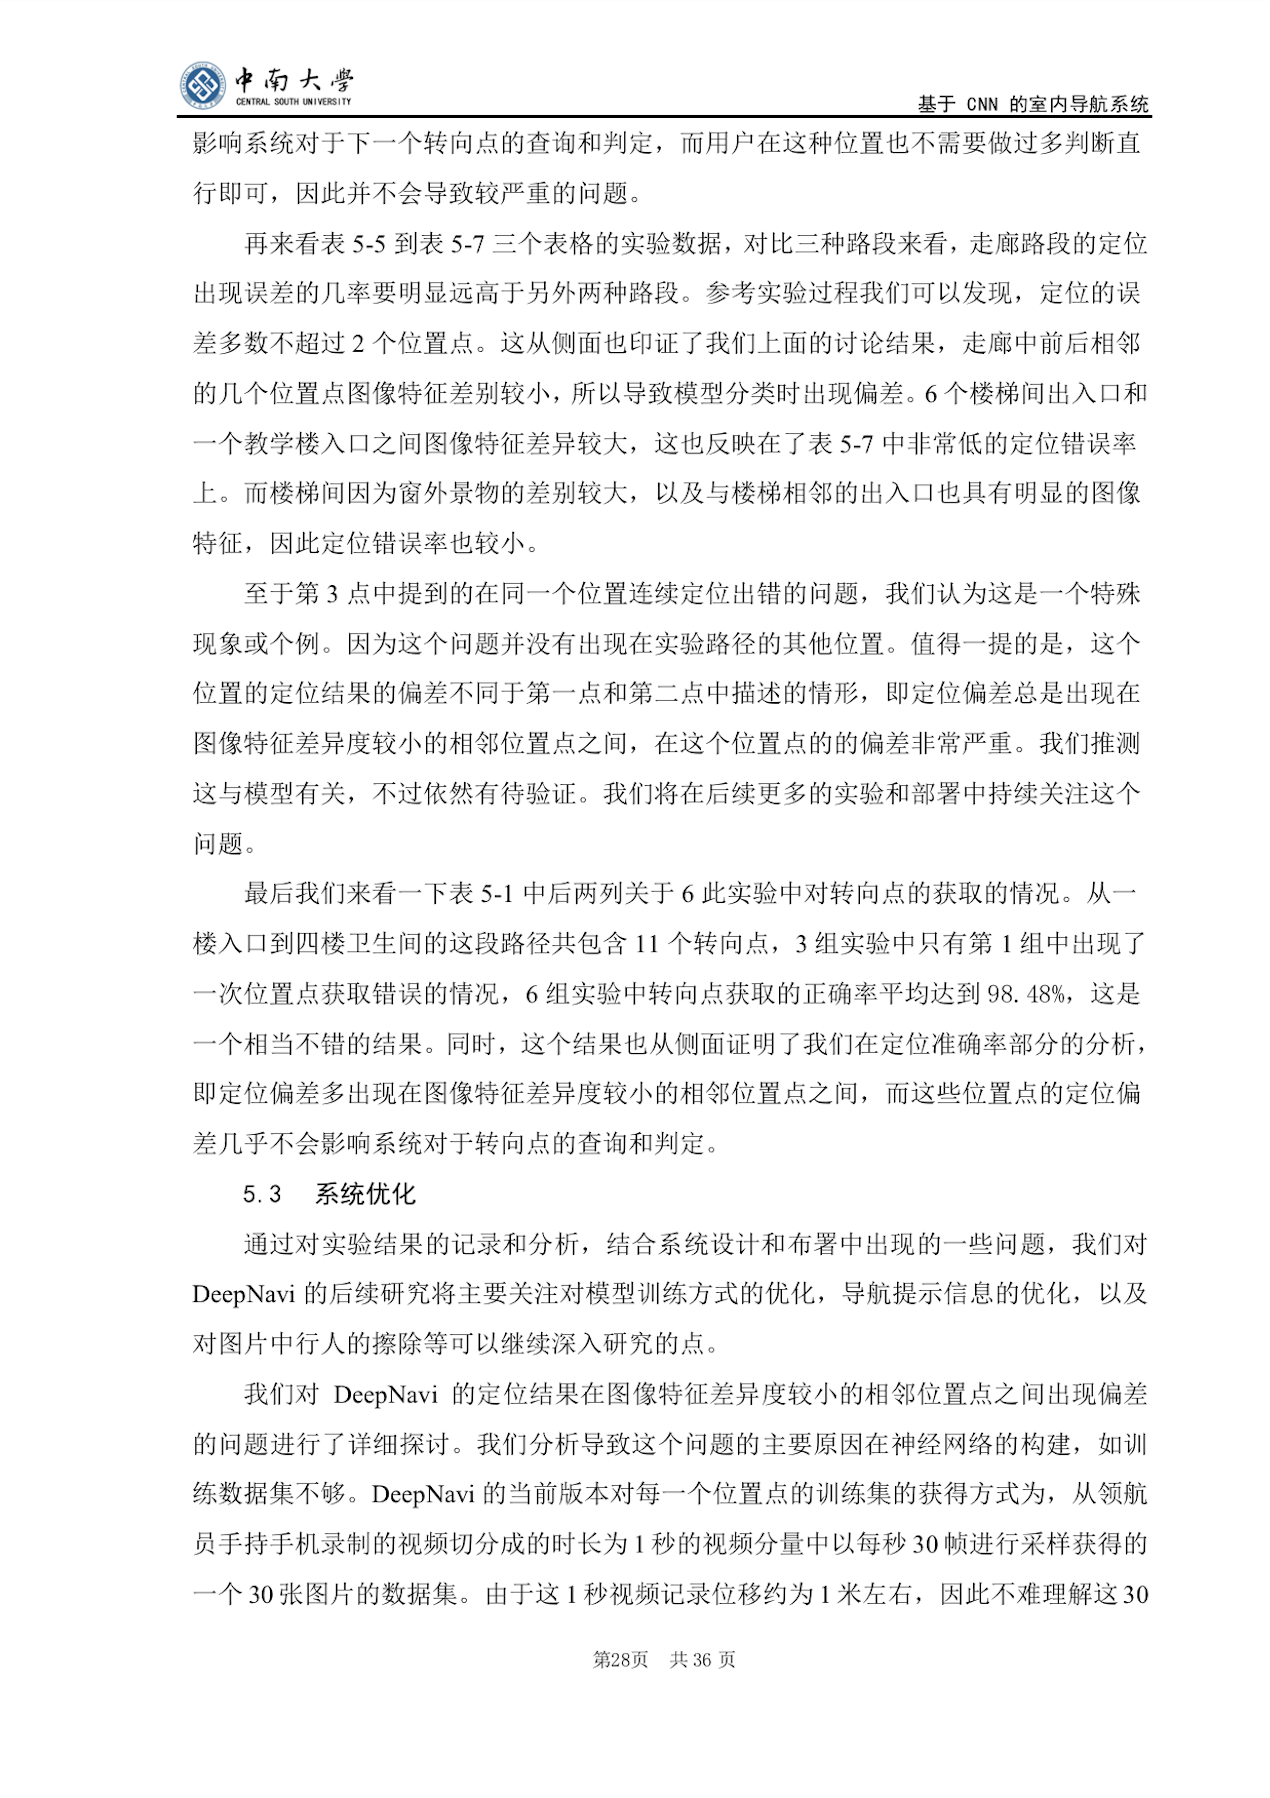 中南大学
CENTRAL SOUTH UNIVERSITY
基于 CNN 的室内导航系统
影响系统对于下一个转向点的查询和判定，而用户在这种位置也不需要做过多判断直
行即可，因此并不会导致较严重的问题。
再来看表 5-5 到表 5-7 三个表格的实验数据，对比三种路段来看，走廊路段的定位
出现误差的几率要明显远高于另外两种路段。参考实验过程我们可以发现，定位的误
差多数不超过 2 个位置点。这从侧面也印证了我们上面的讨论结果，走廊中前后相邻
的几个位置点图像特征差别较小，所以导致模型分类时出现偏差。6 个楼梯间出入口和
一个教学楼入口之间图像特征差异较大，这也反映在了表 5-7 中非常低的定位错误率
上。而楼梯间因为窗外景物的差别较大，以及与楼梯相邻的出入口也具有明显的图像
特征，因此定位错误率也较小。
至于第 3 点中提到的在同一个位置连续定位出错的问题，我们认为这是一个特殊
现象或个例。因为这个问题并没有出现在实验路径的其他位置。值得一提的是，这个
位置的定位结果的偏差不同于第一点和第二点中描述的情形，即定位偏差总是出现在
图像特征差异度较小的相邻位置点之间，在这个位置点的的偏差非常严重。我们推测
这与模型有关，不过依然有待验证。我们将在后续更多的实验和部署中持续关注这个
问题。
最后我们来看一下表 5-1 中后两列关于 6 此实验中对转向点的获取的情况。从一
楼入口到四楼卫生间的这段路径共包含 11 个转向点，3 组实验中只有第 1 组中出现了
一次位置点获取错误的情况，6 组实验中转向点获取的正确率平均达到 98.48%，这是
一个相当不错的结果。同时，这个结果也从侧面证明了我们在定位准确率部分的分析，
即定位偏差多出现在图像特征差异度较小的相邻位置点之间，而这些位置点的定位偏
差几乎不会影响系统对于转向点的查询和判定。
5.3 系统优化
通过对实验结果的记录和分析，结合系统设计和布署中出现的一些问题，我们对
DeepNavi 的后续研究将主要关注对模型训练方式的优化，导航提示信息的优化，以及
对图片中行人的擦除等可以继续深入研究的点。
我们对 DeepNavi 的定位结果在图像特征差异度较小的相邻位置点之间出现偏差
的问题进行了详细探讨。我们分析导致这个问题的主要原因在神经网络的构建，如训
练数据集不够。DeepNavi 的当前版本对每一个位置点的训练集的获得方式为，从领航
员手持手机录制的视频切分成的时长为 1 秒的视频分量中以每秒 30 帧进行采样获得的
一个 30 张图片的数据集。由于这 1 秒视频记录位移约为 1 米左右，因此不难理解这 30
第28页 共 36 页